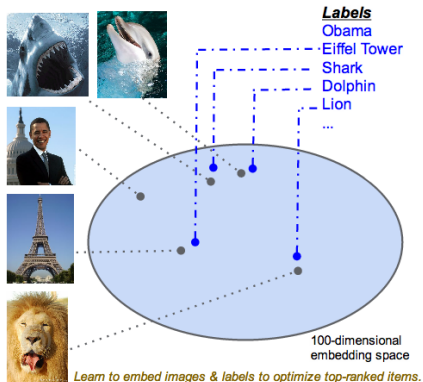 Labels
Obama
Eiffel Tower
Shark
Dolphin
Lion
...
100-dimensional
embedding space
Learn to embed images & labels to optimize top-ranked items.